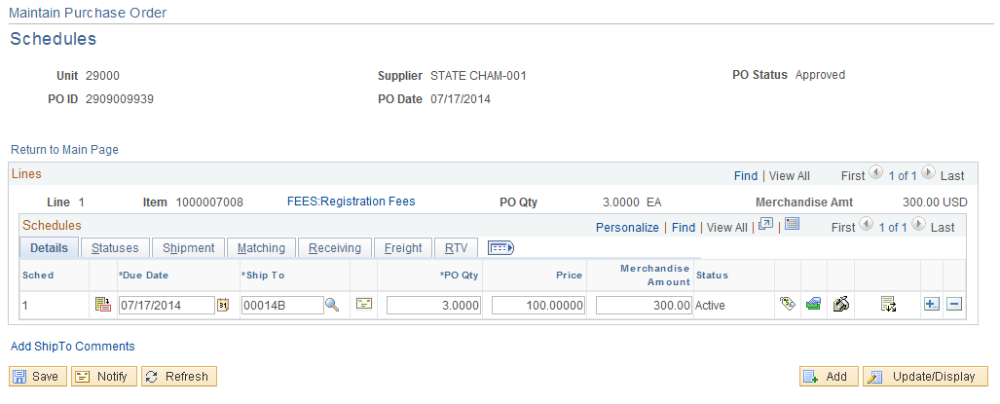 Maintain Purchase Order
Schedules
Unit 29000 Supplier STATE CHAM-001 PO Status Approved
PO ID 2909009939 PO Date 07/17/2014
Return to Main Page
Lines Find | View All First 1 of 1 Last
Line 1 Item 1000007008 FEES:Registration Fees PO Qty 3.0000 EA Merchandise Amt 300.00 USD
Schedules Personalize | Find | View All | | First 1 of 1 Last
Details Statuses Shipment Matching Receiving Freight RTV
Sched *Due Date *Ship To *PO Qty Price Merchandise Amount Status
1 07/17/2014 31 00014B 3.0000 100.00000 300.00 Active
Add ShipTo Comments
Save Notify Refresh Add Update/Display